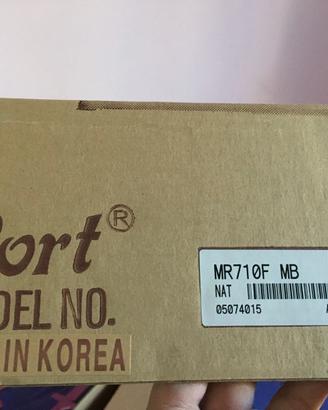 ort®
DEL NO.
IN KOREA
MR710F MB
NAT
05074015